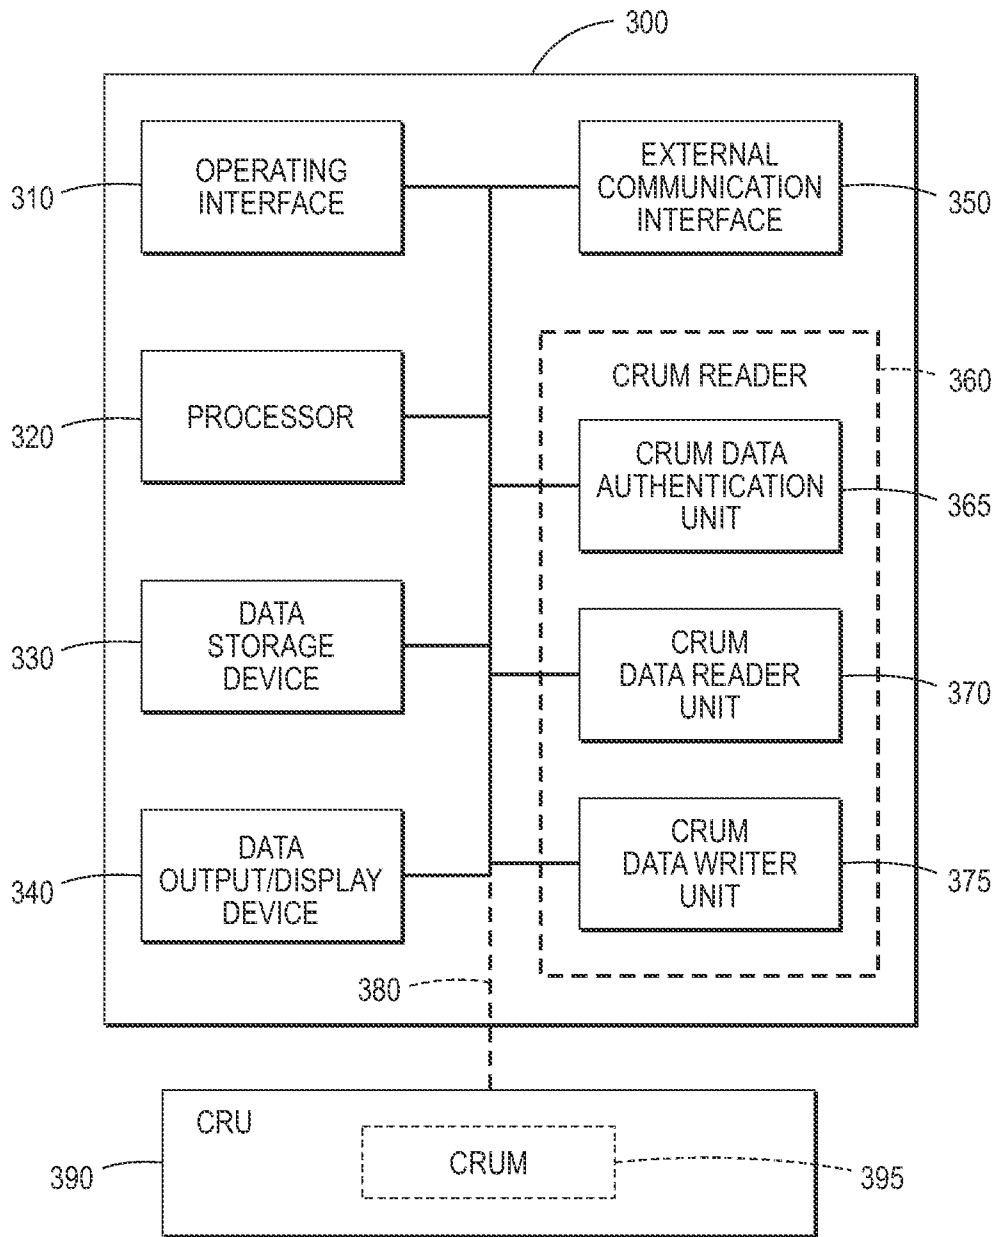 300
OPERATING
INTERFACE
310
EXTERNAL
COMMUNICATION
INTERFACE
350
PROCESSOR
320
CRUM READER
360
CRUM DATA
AUTHENTICATION
UNIT
365
DATA
STORAGE
DEVICE
330
CRUM
DATA READER
UNIT
370
DATA
OUTPUT/DISPLAY
DEVICE
340
CRUM
DATA WRITER
UNIT
375
380
CRU
390
CRUM
395